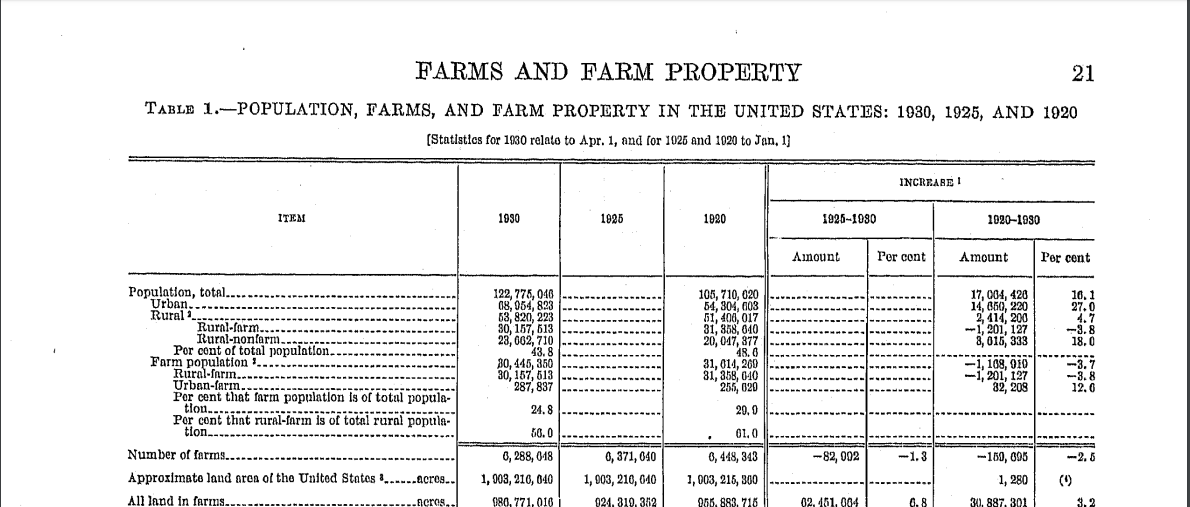 FARMS AND FARM PROPERTY 21
TABLE 1.—POPULATION, FARMS, AND FARM PROPERTY IN THE UNITED STATES: 1930, 1925, AND 1920
[Statistics for 1930 relate to Apr. 1, and for 1925 and 1920 to Jan. 1]
INCREASE ¹
ITEM 1930 1925 1920 1925–1930 1920–1930
Amount Per cent Amount Per cent
Population, total 122,775,046 105,710,620 17,064,426 16.1
Urban 68,954,823 54,304,603 14,650,220 27.0
Rural ² 53,820,223 51,406,017 2,414,206 4.7
Rural-farm 30,157,513 31,358,640 −1,201,127 −3.8
Rural-nonfarm 23,662,710 20,047,377 3,615,333 18.0
Per cent of total population 43.8 48.6
Farm population ² 30,445,350 31,614,269 −1,168,919 −3.7
Rural-farm 30,157,513 31,358,640 −1,201,127 −3.8
Urban-farm 287,837 255,629 32,208 12.6
Per cent that farm population is of total popula-
tion 24.8 29.9
Per cent that rural-farm is of total rural popula-
tion 56.0 61.0
Number of farms 6,288,648 6,371,640 6,448,343 −82,992 −1.3 −159,695 −2.5
Approximate land area of the United States ³ acres 1,903,216,640 1,903,216,640 1,903,215,360 1,280 (⁴)
All land in farms acres 986,771,016 924,319,352 955,883,715 62,451,664 6.8 30,887,301 3.2